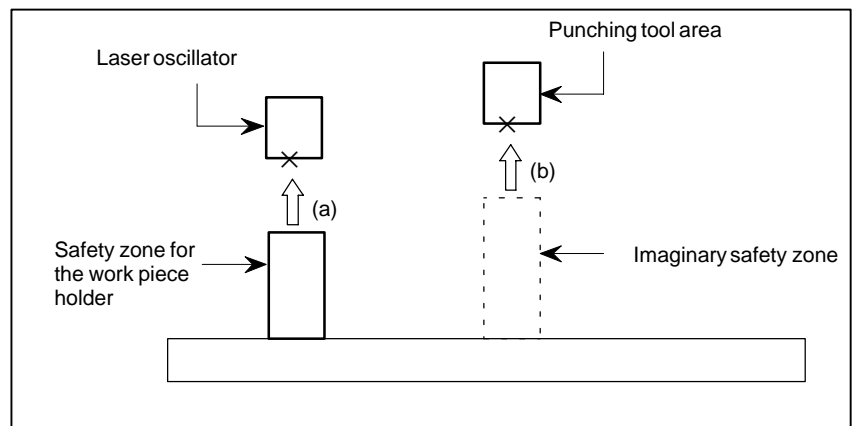 Punching tool area
Laser oscillator
(a)
(b)
Safety zone for
the work piece
holder
Imaginary safety zone